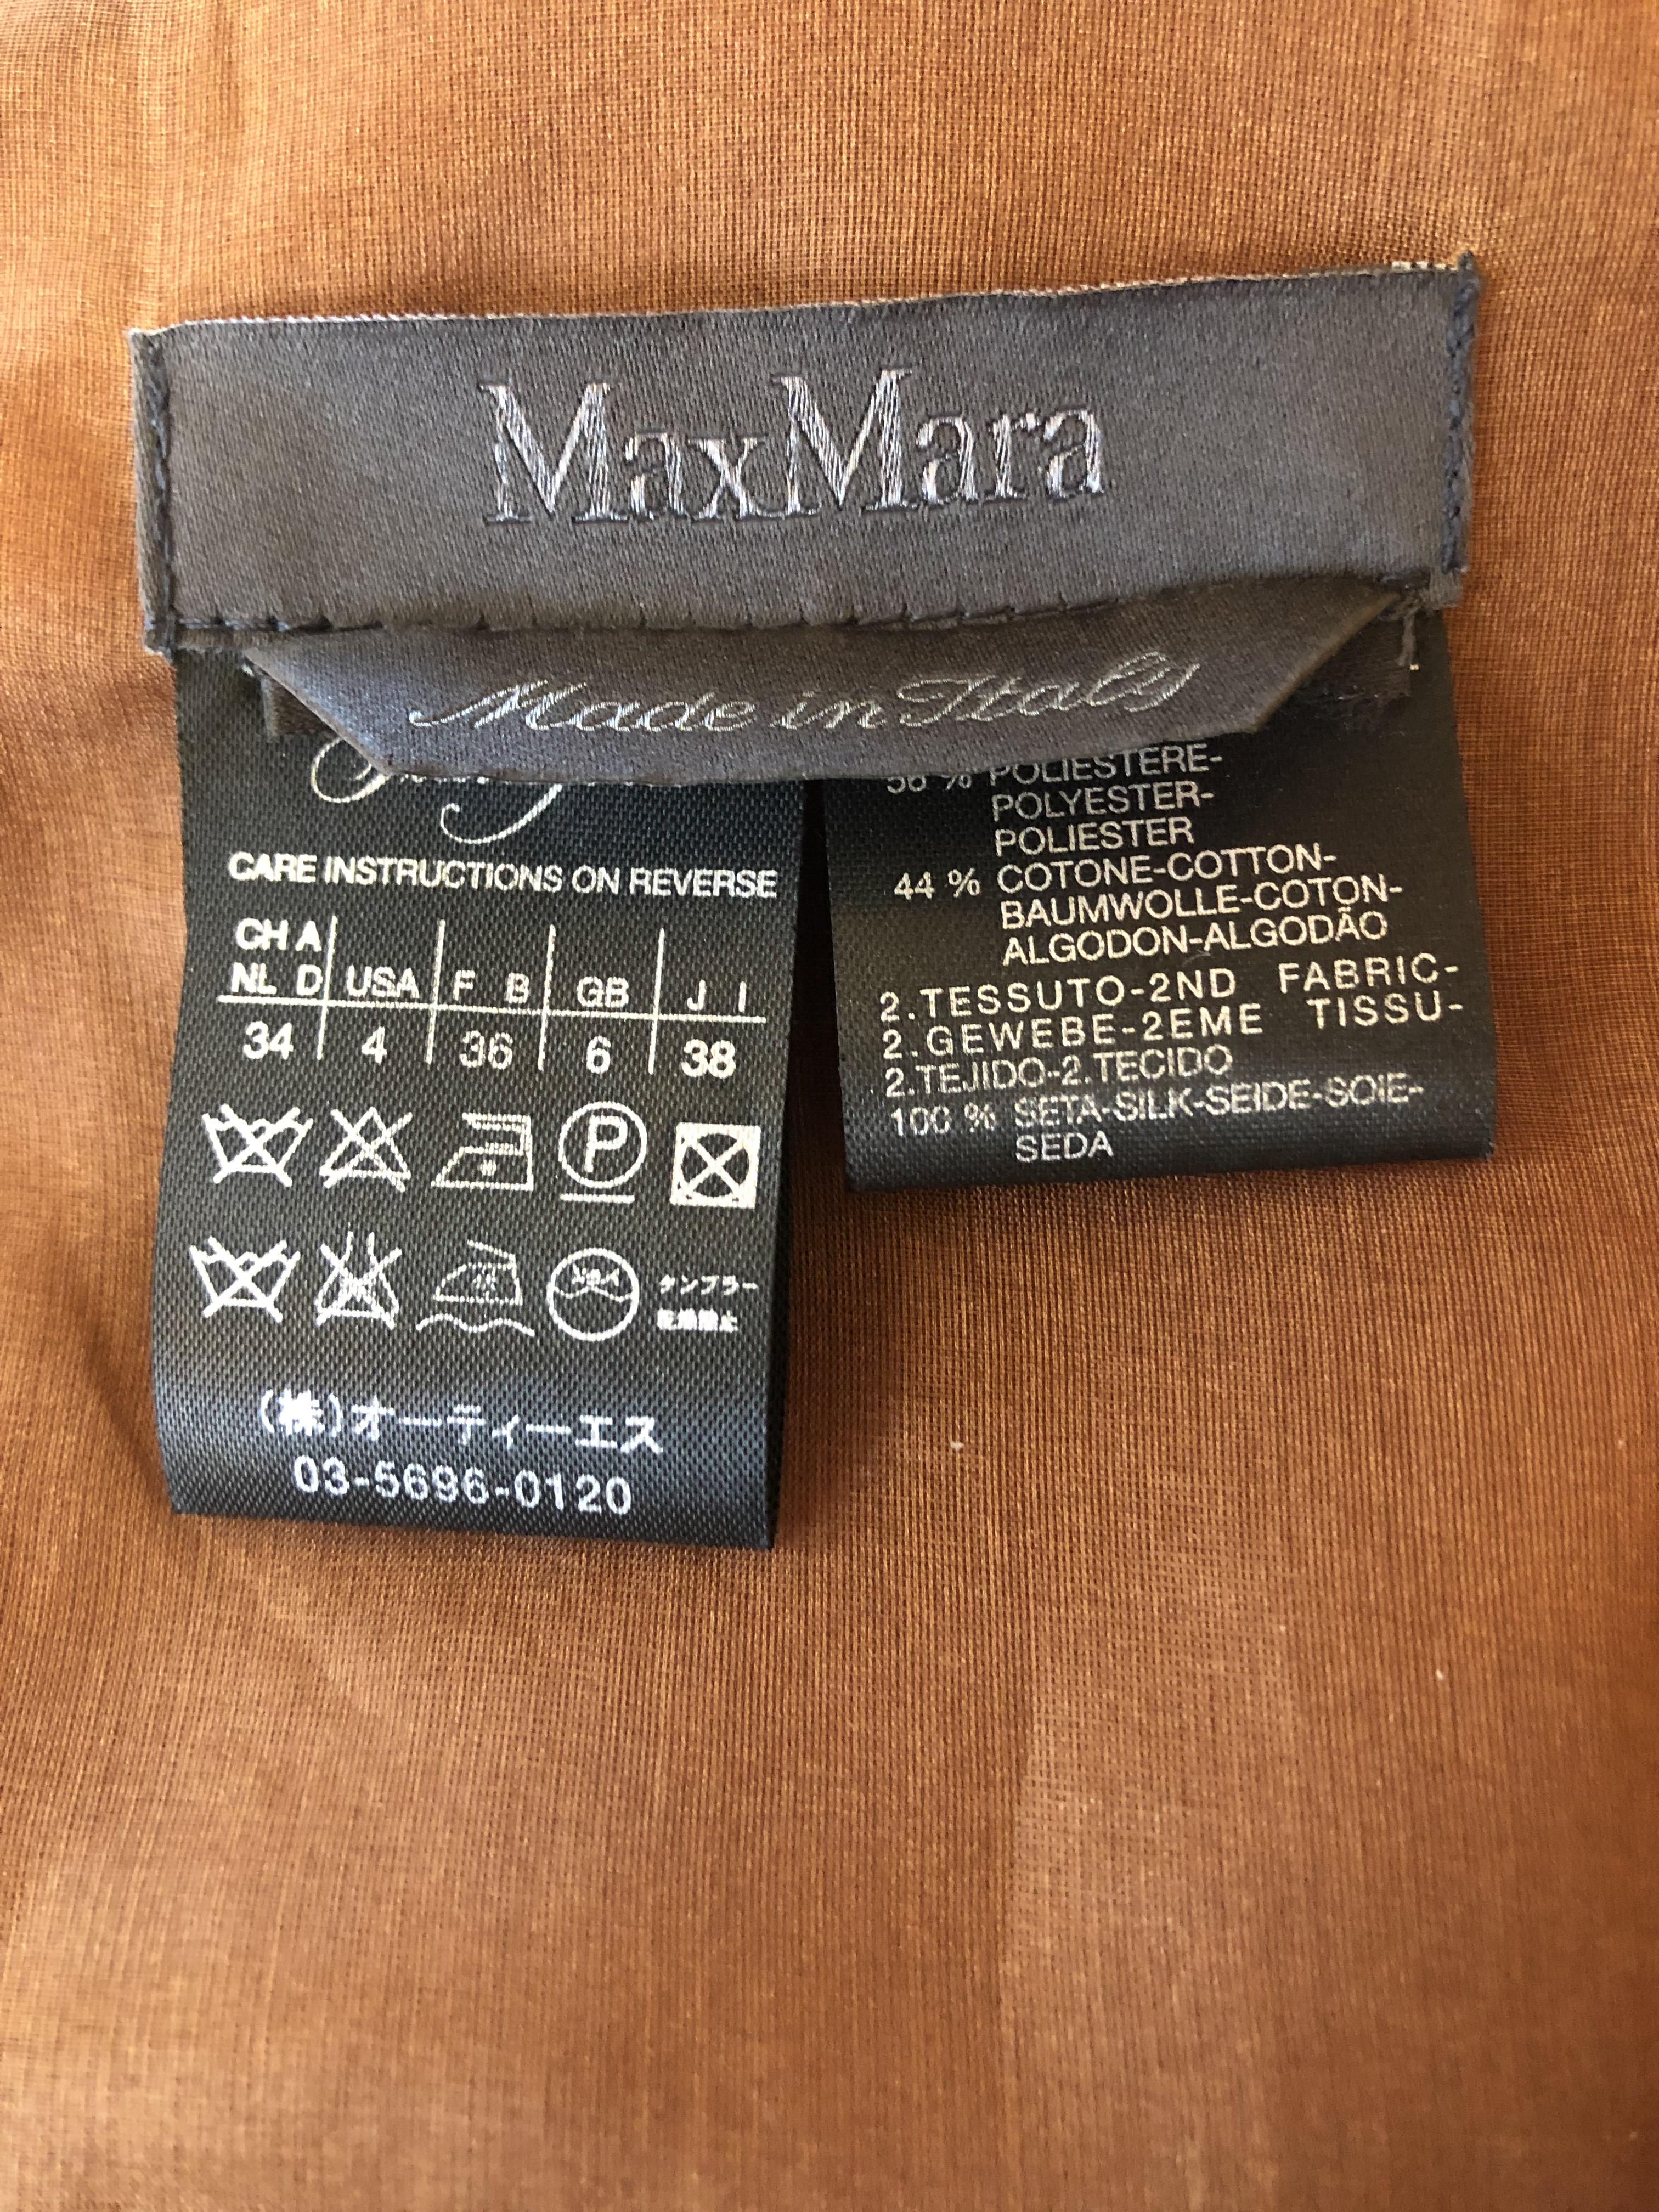 MaxMara
Made in Italy
CARE INSTRUCTIONS ON REVERSE
CH A
NL D USA F B GB J I
34 4 36 6 38
P
タンブラー
乾燥禁止
(株)オーティーエス
03-5696-0120
56 % POLIESTERE-
POLYESTER-
POLIESTER
44 % COTONE-COTTON-
BAUMWOLLE-COTON-
ALGODON-ALGODÃO
2.TESSUTO-2ND FABRIC-
2.GEWEBE-2EME TISSU-
2.TEJIDO-2.TECIDO
100 % SETA-SILK-SEIDE-SOIE-
SEDA